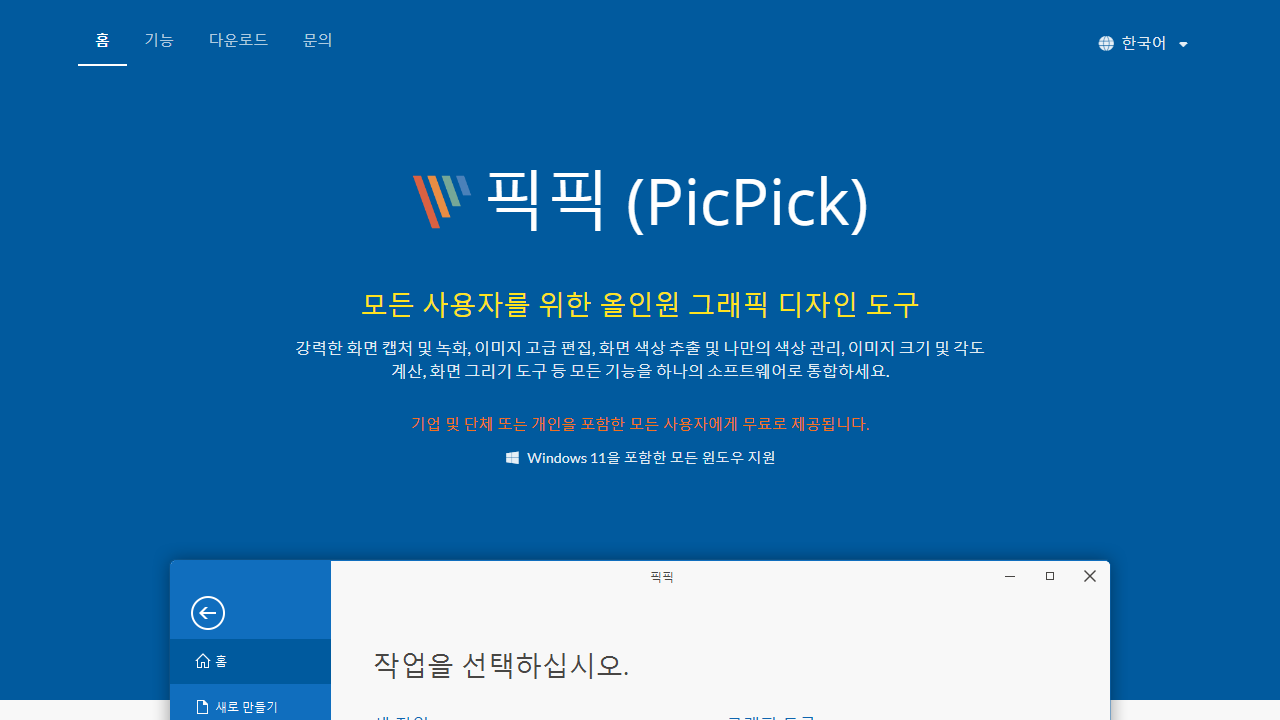 홈 기능 다운로드 문의 한국어
픽픽 (PicPick)
모든 사용자를 위한 올인원 그래픽 디자인 도구
강력한 화면 캡처 및 녹화, 이미지 고급 편집, 화면 색상 추출 및 나만의 색상 관리, 이미지 크기 및 각도
계산, 화면 그리기 도구 등 모든 기능을 하나의 소프트웨어로 통합하세요.
기업 및 단체 또는 개인을 포함한 모든 사용자에게 무료로 제공됩니다.
Windows 11을 포함한 모든 윈도우 지원
픽픽
홈
작업을 선택하십시오.
새로 만들기